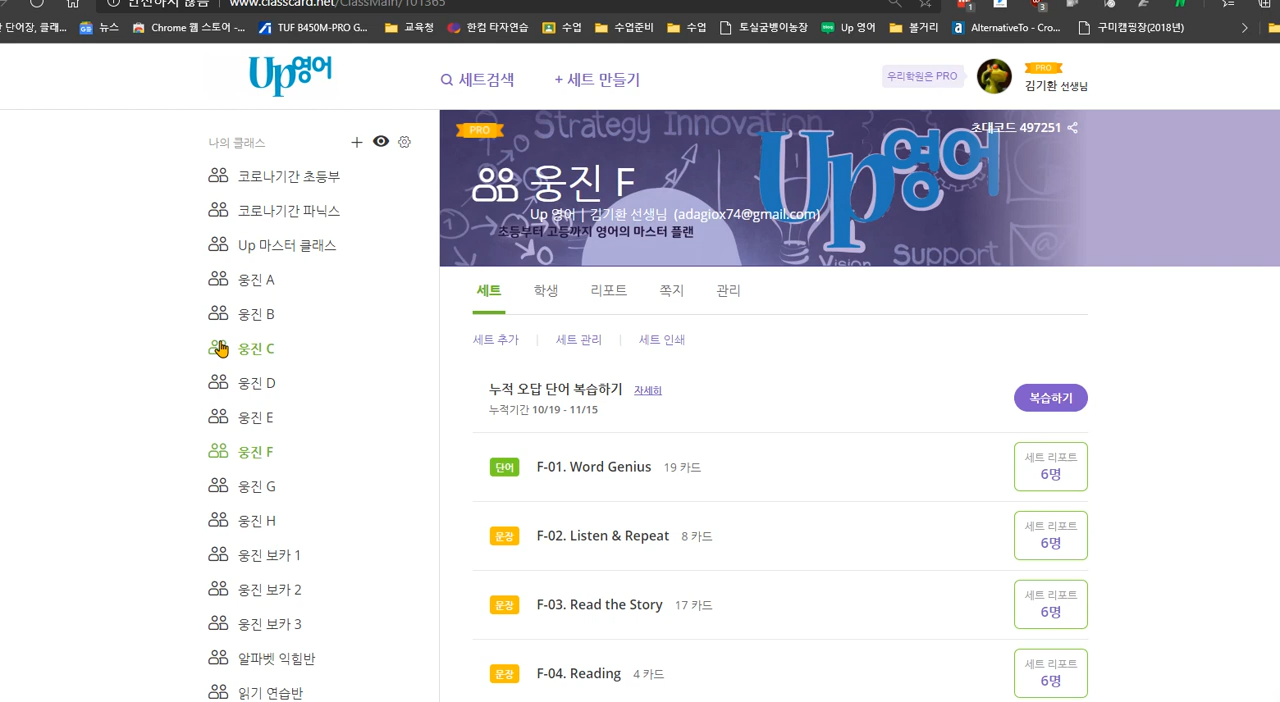 안전하지 않음 | www.classcard.net/ClassMain/101365
단어장, 클래... 뉴스 Chrome 웹 스토어 -... TUF B450M-PRO G... 교육청 한컴 타자연습 수업 수업준비 수업 토실굼벵이농장 Up 영어 볼거리 AlternativeTo - Cro... 구미캠핑장(2018년)
Up영어
세트검색
+ 세트 만들기
우리학원은 PRO
PRO
김기환 선생님
나의 클래스
코로나기간 초등부
코로나기간 파닉스
Up 마스터 클래스
웅진 A
웅진 B
웅진 C
웅진 D
웅진 E
웅진 F
웅진 G
웅진 H
웅진 보카 1
웅진 보카 2
웅진 보카 3
알파벳 익힘반
읽기 연습반
PRO
Strategy Innovation
초대코드 497251
Up영어
웅진 F
Up 영어 | 김기환 선생님 (adagiox74@gmail.com)
초등부터 고등까지 영어의 마스터 플랜
Vision
Support
세트 학생 리포트 쪽지 관리
세트 추가 | 세트 관리 | 세트 인쇄
누적 오답 단어 복습하기 자세히
누적기간 10/19 - 11/15
복습하기
단어 F-01. Word Genius 19 카드
세트 리포트
6명
문장 F-02. Listen & Repeat 8 카드
세트 리포트
6명
문장 F-03. Read the Story 17 카드
세트 리포트
6명
문장 F-04. Reading 4 카드
세트 리포트
6명